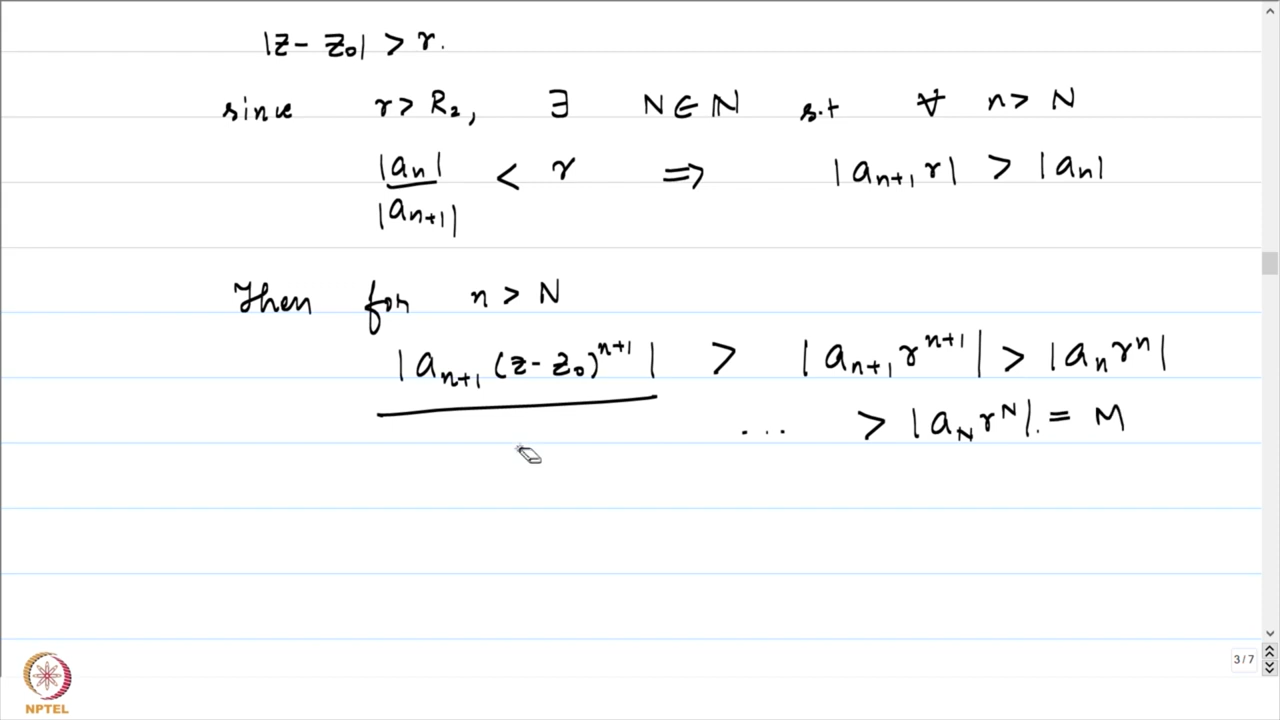 |z - z₀| > r.
since r > R₂, ∃ N ∈ ℕ s.t ∀ n > N
|aₙ| / |aₙ₊₁| < r ⟹ |aₙ₊₁ r| > |aₙ|
Then for n > N
|aₙ₊₁ (z - z₀)ⁿ⁺¹| > |aₙ₊₁ rⁿ⁺¹| > |aₙ rⁿ|
... > |a_N r^N|. = M
3 / 7
NPTEL